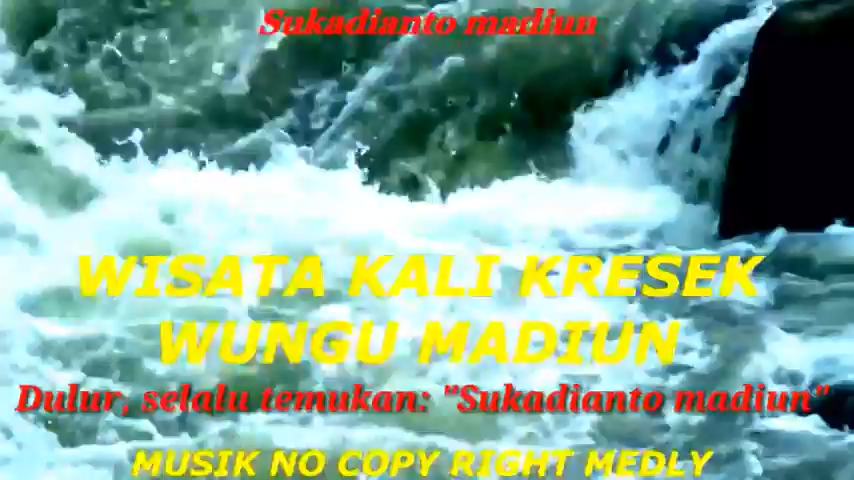 Sukadianto madiun
WISATA KALI KRESEK
WUNGU MADIUN
Dulur, selalu temukan: "Sukadianto madiun"
MUSIK NO COPY RIGHT MEDLY